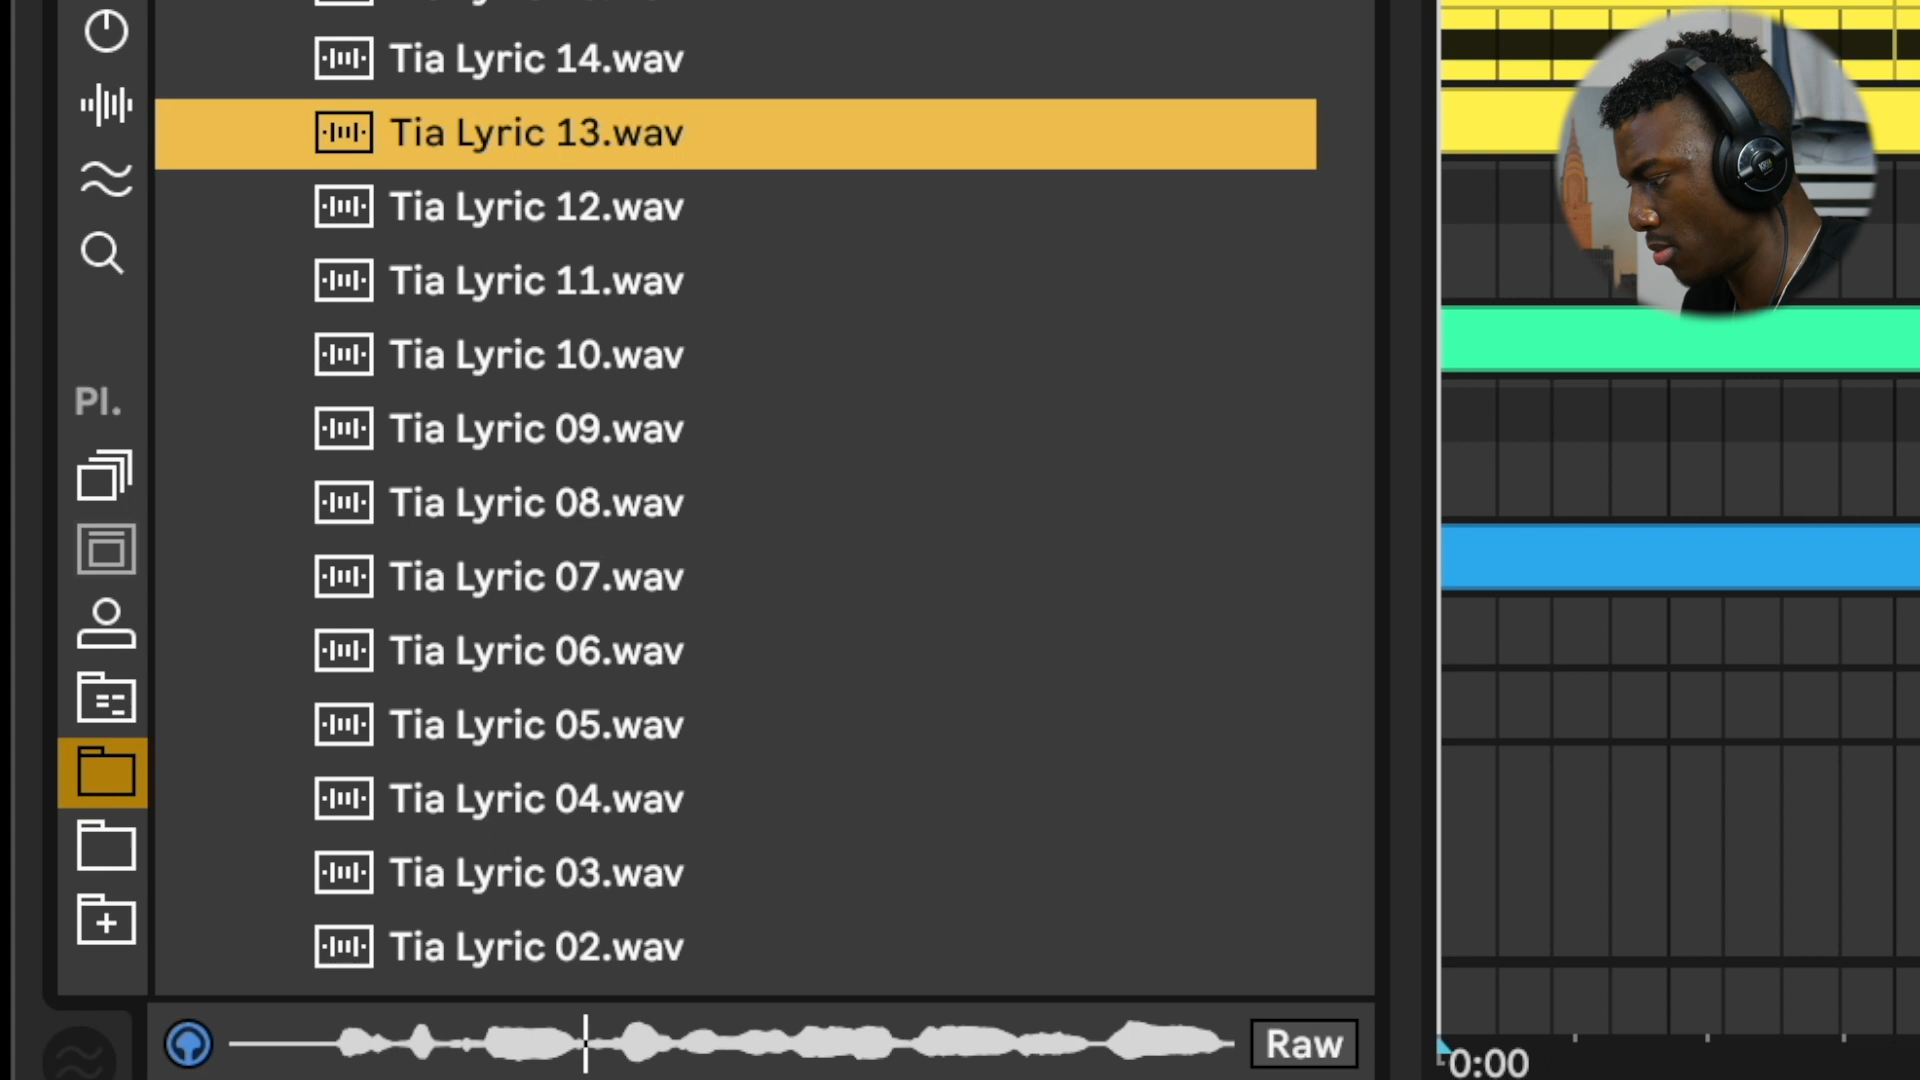 Tia Lyric 14.wav
Tia Lyric 13.wav
Tia Lyric 12.wav
Tia Lyric 11.wav
Tia Lyric 10.wav
Pl.
Tia Lyric 09.wav
Tia Lyric 08.wav
Tia Lyric 07.wav
Tia Lyric 06.wav
Tia Lyric 05.wav
Tia Lyric 04.wav
Tia Lyric 03.wav
Tia Lyric 02.wav
Raw
0:00